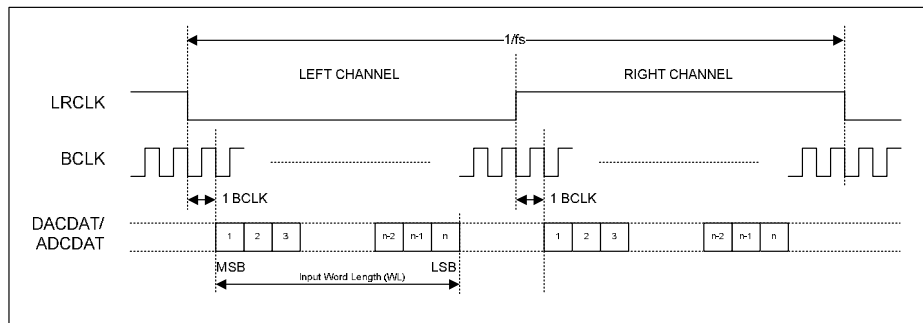 1/fs
LEFT CHANNEL RIGHT CHANNEL
LRCLK
BCLK
1 BCLK 1 BCLK
DACDAT/
ADCDAT
1 2 3 n-2 n-1 n 1 2 3 n-2 n-1 n
MSB LSB
Input Word Length (WL)